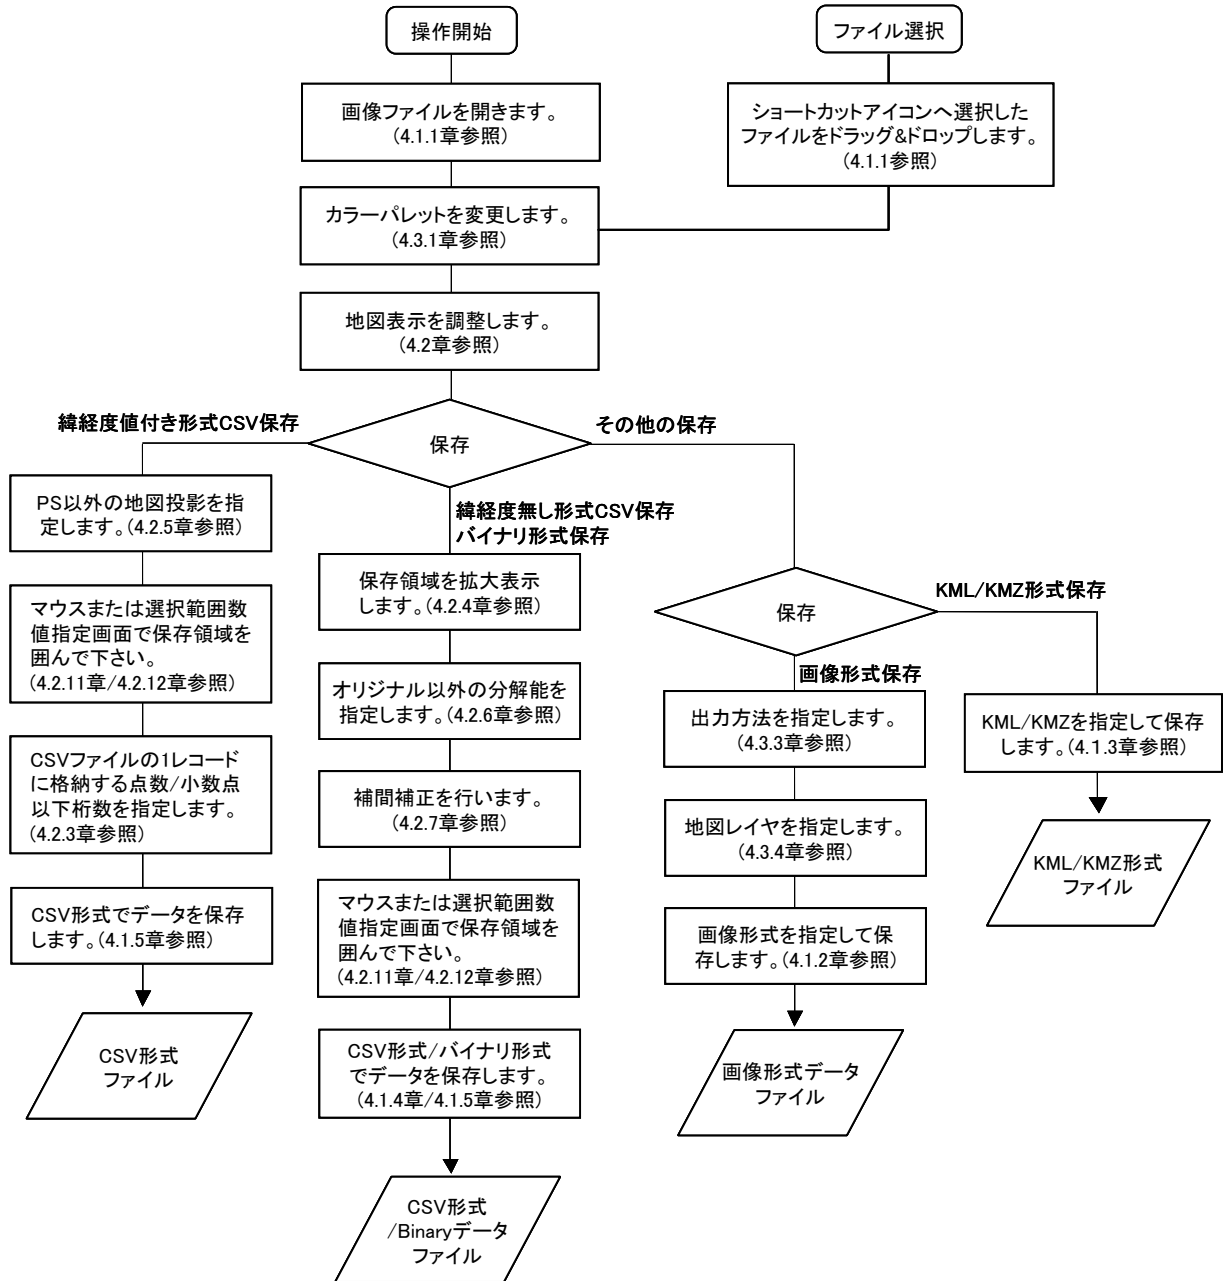 操作開始
ファイル選択
画像ファイルを開きます。
(4.1.1章参照)
ショートカットアイコンへ選択した
ファイルをドラッグ&ドロップします。
(4.1.1参照)
カラーパレットを変更します。
(4.3.1章参照)
地図表示を調整します。
(4.2章参照)
緯経度値付き形式CSV保存
保存
その他の保存
PS以外の地図投影を指
定します。(4.2.5章参照)
マウスまたは選択範囲数
値指定画面で保存領域を
囲んで下さい。
(4.2.11章/4.2.12章参照)
CSVファイルの1レコード
に格納する点数/小数点
以下桁数を指定します。
(4.2.3章参照)
CSV形式でデータを保存
します。(4.1.5章参照)
CSV形式
ファイル
緯経度無し形式CSV保存
バイナリ形式保存
保存領域を拡大表示
します。(4.2.4章参照)
オリジナル以外の分解能を
指定します。(4.2.6章参照)
補間補正を行います。
(4.2.7章参照)
マウスまたは選択範囲数
値指定画面で保存領域を
囲んで下さい。
(4.2.11章/4.2.12章参照)
CSV形式/バイナリ形式
でデータを保存します。
(4.1.4章/4.1.5章参照)
CSV形式
/Binaryデータ
ファイル
保存
KML/KMZ形式保存
画像形式保存
出力方法を指定します。
(4.3.3章参照)
地図レイヤを指定します。
(4.3.4章参照)
画像形式を指定して保
存します。(4.1.2章参照)
画像形式データ
ファイル
KML/KMZを指定して保存
します。(4.1.3章参照)
KML/KMZ形式
ファイル